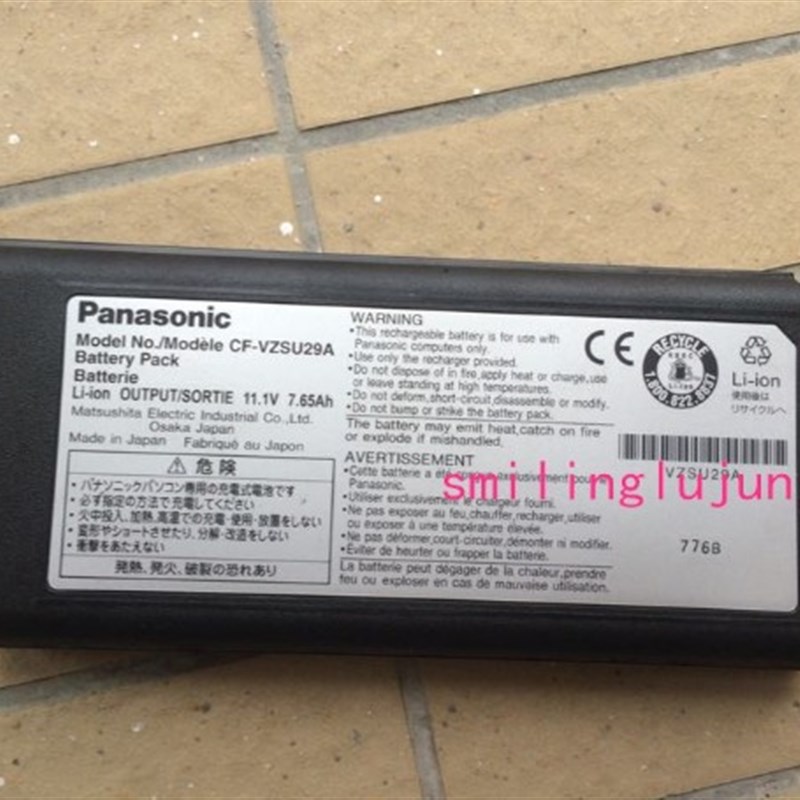 Panasonic
Model No./Modèle CF-VZSU29A
Battery Pack
Batterie
Li-ion OUTPUT/SORTIE 11.1V 7.65Ah
Matsushita Electric Industrial Co.,Ltd.
Osaka Japan
Made in Japan Fabriqué au Japon
⚠ 危険
・パナソニックパソコン専用の充電式電池です
・必ず指定の方法で充電してください
・火中投入、加熱、高温での充電・使用・放置をしない
・変形やショートさせたり、分解・改造をしない
・衝撃をあたえない
発熱、発火、破裂の恐れあり
WARNING
•This rechargeable battery is for use with
Panasonic computers only.
•Use only the recharger provided.
•Do not dispose of in fire,apply heat or charge,use
or leave standing at high temperatures.
•Do not deform,short-circuit,disassemble or modify.
•Do not bump or strike the battery pack.
The battery may emit heat,catch on fire
or explode if mishandled.
AVERTISSEMENT
•Cette batterie a été exclusivement pour
Panasonic.
•Utiliser exclusivement le chargeur fourni.
•Ne pas exposer au feu,chauffer,recharger,utiliser
ou exposer à une température élevée.
•Ne pas déformer,court-circuiter,démonter ni modifier.
•Éviter de heurter ou frapper la batterie.
La batterie peut dégager de la chaleur,prendre
feu ou exploser en cas de mauvaise utilisation.
CE
RECYCLE
Li-ion
1.800.822.8837
Li-ion
使用後は
リサイクルへ
VZSU29A
smilinglujun
776B